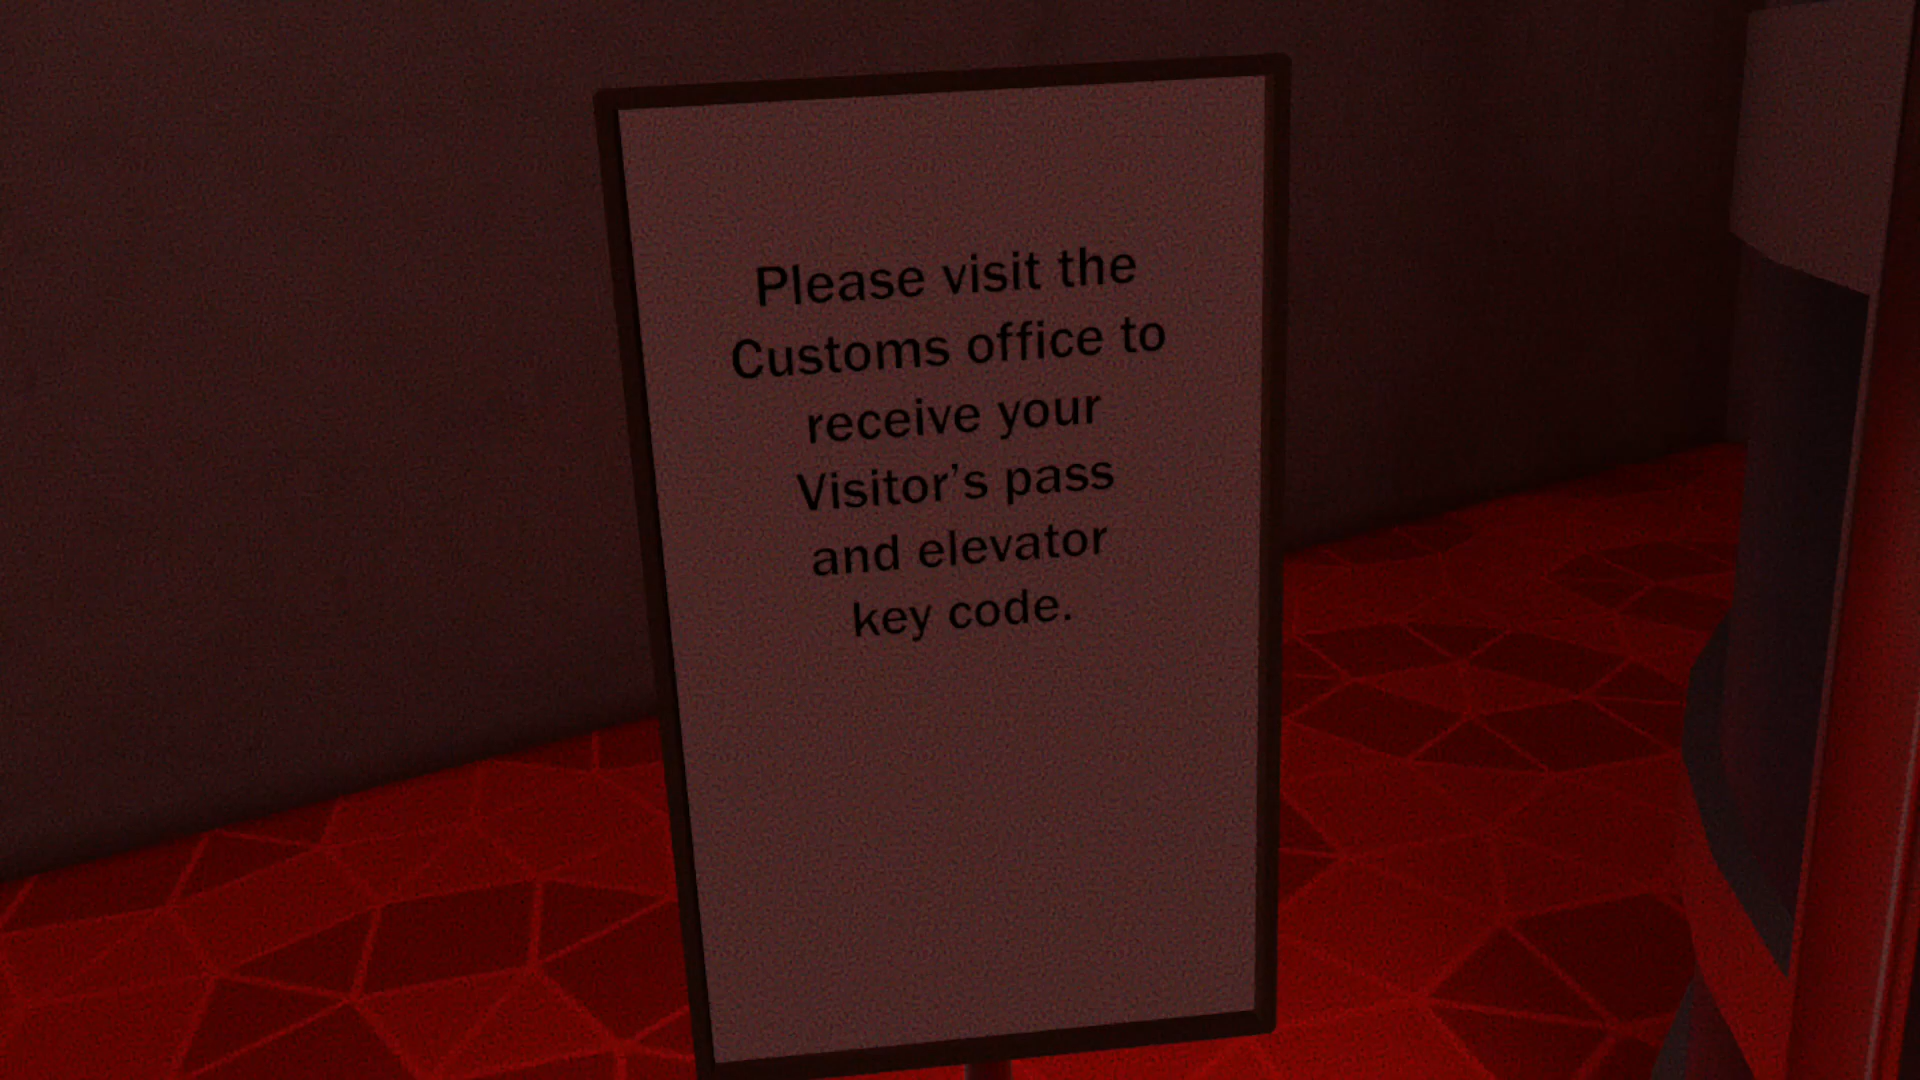 Please visit the
Customs office to
receive your
Visitor's pass
and elevator
key code.